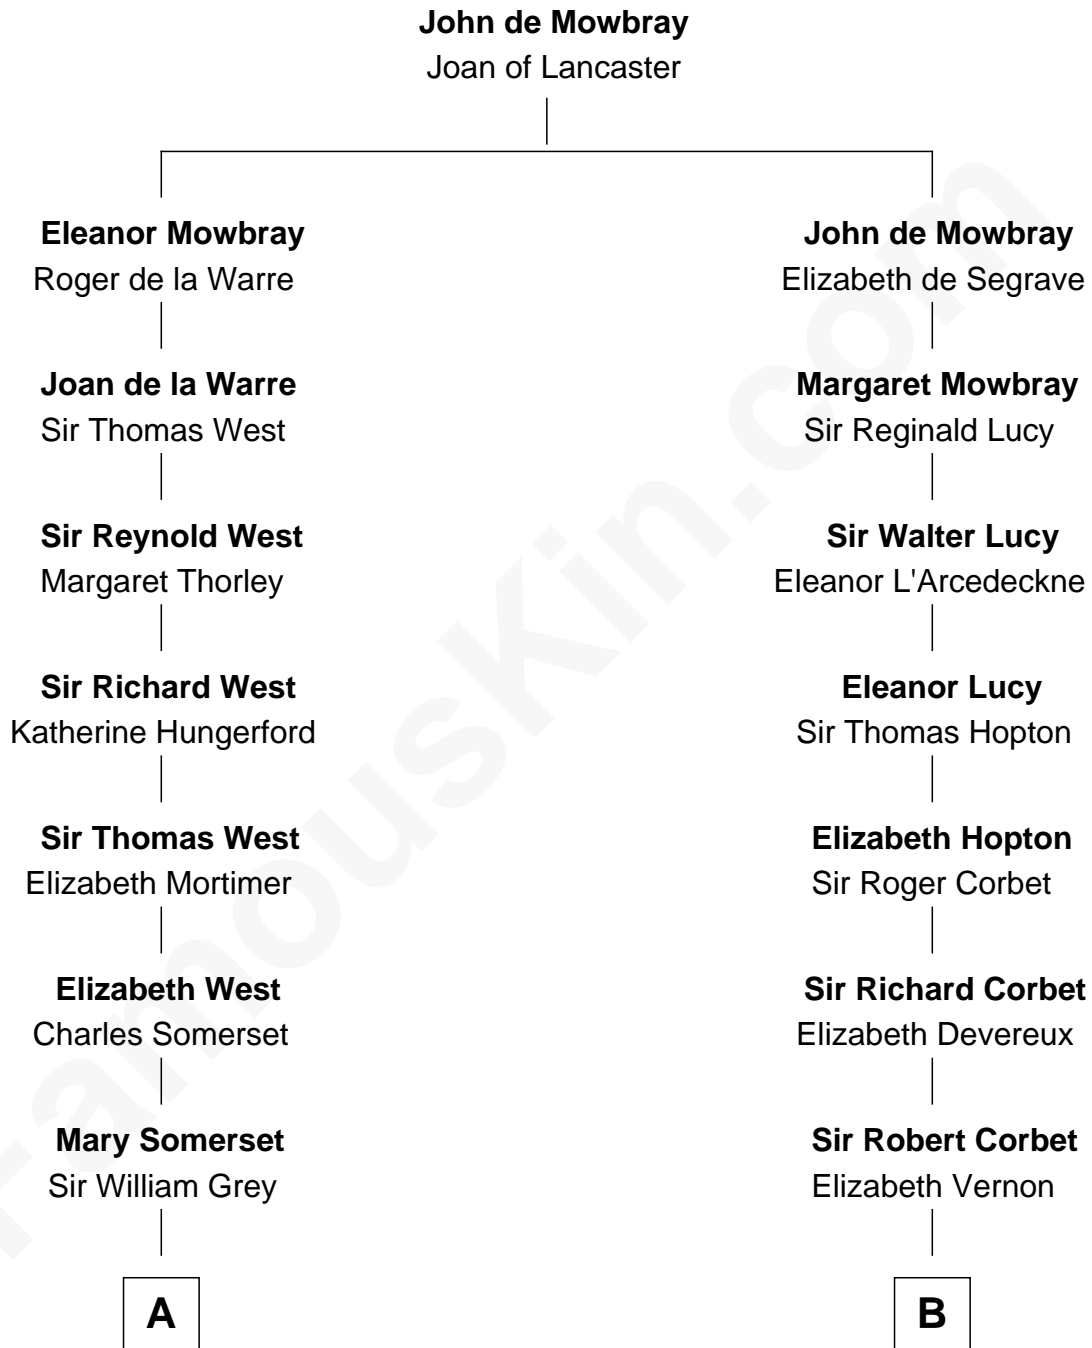 John de Mowbray
Joan of Lancaster
Eleanor Mowbray
Roger de la Warre
John de Mowbray
Elizabeth de Segrave
Joan de la Warre
Sir Thomas West
Margaret Mowbray
Sir Reginald Lucy
Sir Reynold West
Margaret Thorley
Sir Walter Lucy
Eleanor L'Arcedeckne
Sir Richard West
Katherine Hungerford
Eleanor Lucy
Sir Thomas Hopton
Sir Thomas West
Elizabeth Mortimer
Elizabeth Hopton
Sir Roger Corbet
Elizabeth West
Charles Somerset
Sir Richard Corbet
Elizabeth Devereux
Mary Somerset
Sir William Grey
Sir Robert Corbet
Elizabeth Vernon
A
B
FamousKin.com